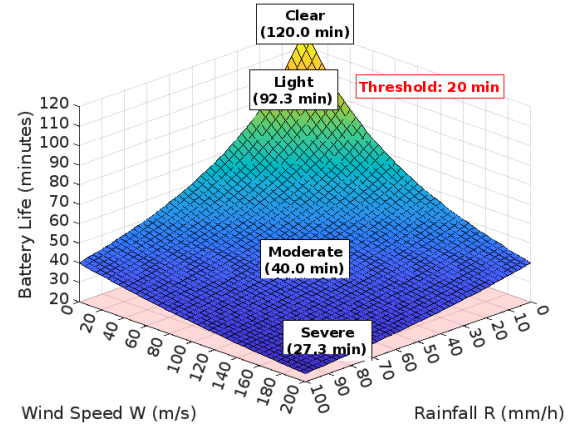 Clear
(120.0 min)
Light
(92.3 min)
Threshold: 20 min
Moderate
(40.0 min)
Severe
(27.3 min)
Battery Life (minutes)
120
110
100
90
80
70
60
50
40
30
20
0
20
40
60
80
100
120
140
160
180
200
Wind Speed W (m/s)
100
90
80
70
60
50
40
30
20
10
0
Rainfall R (mm/h)